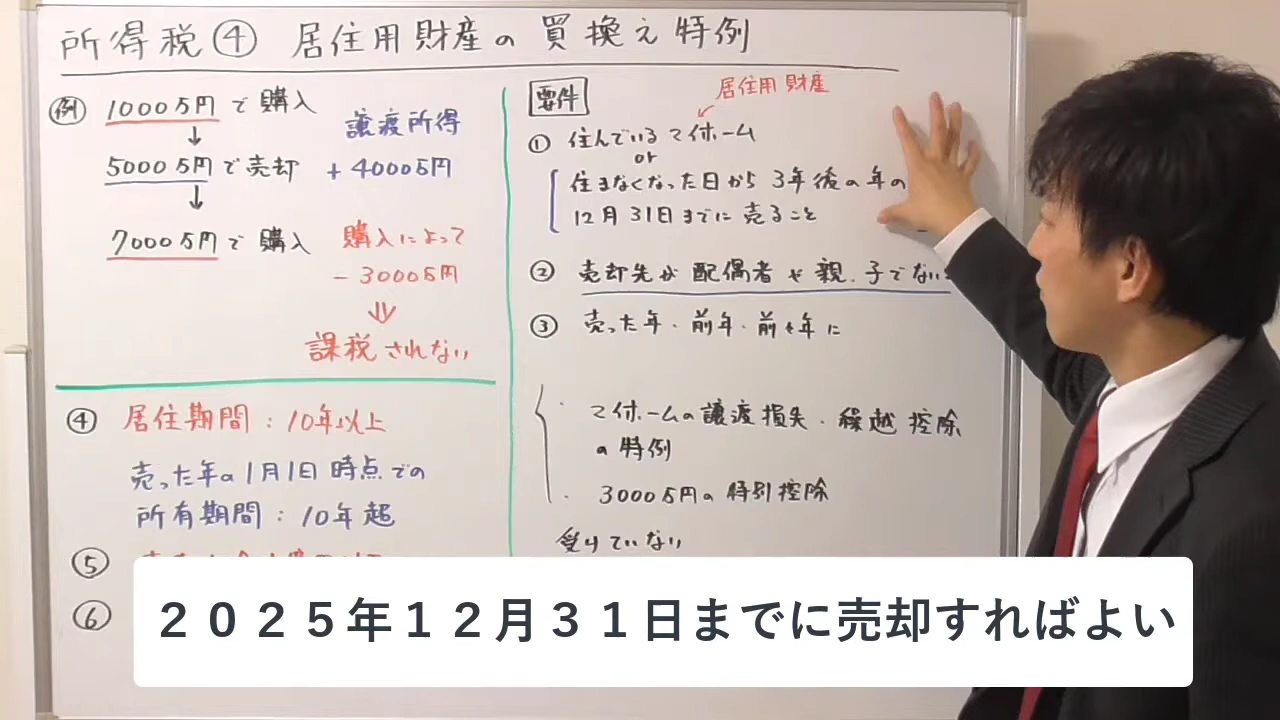 所得税④ 居住用財産の買換え特例
例 1000万円で購入
↓
5000万円で売却
↓
7000万円で購入
譲渡所得
+4000万円
購入によって
-3000万円
⇓
課税されない
④ 居住期間:10年以上
売った年の1月1日時点での
所有期間:10年超
⑤
⑥
要件
居住用財産
① 住んでいるマイホーム
or
住まなくなった日から3年後の年の
12月31日までに売ること
② 売却先が配偶者や親、子でない
③ 売った年・前年・前々年に
・マイホームの譲渡損失・繰越控除
の特例
・3000万円の特別控除
受けていない
2025年12月31日までに売却すればよい